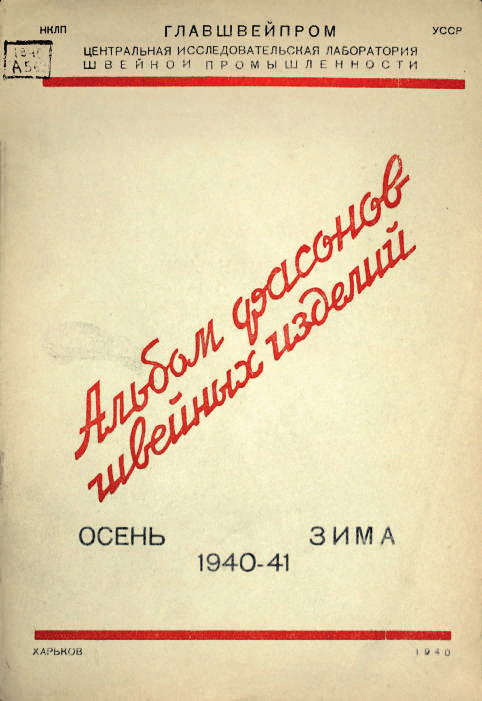 НКЛП ГЛАВШВЕЙПРОМ УССР
ЦЕНТРАЛЬНАЯ ИССЛЕДОВАТЕЛЬСКАЯ ЛАБОРАТОРИЯ
ШВЕЙНОЙ ПРОМЫШЛЕННОСТИ
Альбом фасонов
швейных изделий
ОСЕНЬ ЗИМА
1940-41
ХАРЬКОВ 1940